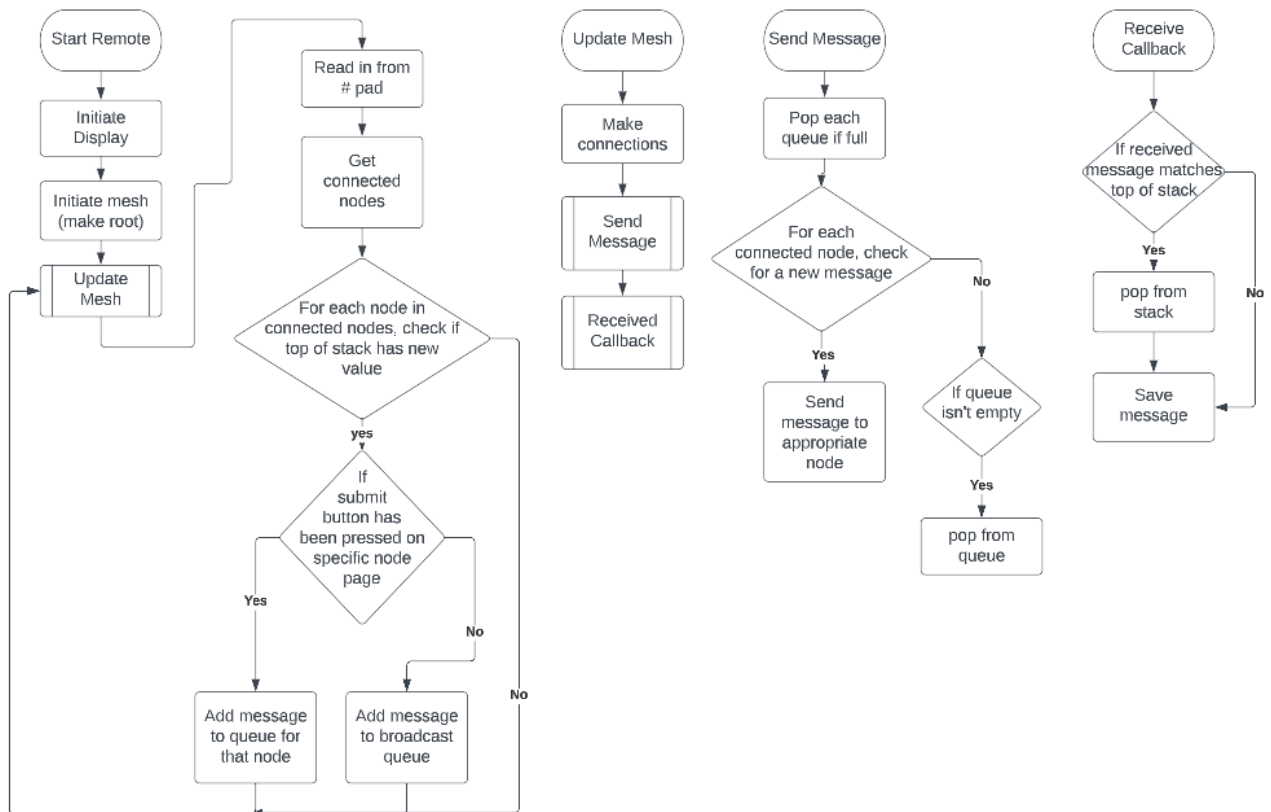 Start Remote
Initiate
Display
Initiate mesh
(make root)
Update
Mesh
Read in from
# pad
Get
connected
nodes
For each node in
connected nodes, check if
top of stack has new
value
yes
If
submit
button has
been pressed on
specific node
page
Yes
No
No
Add message
to queue for
that node
Add message
to broadcast
queue
Update Mesh
Make
connections
Send
Message
Received
Callback
Send Message
Pop each
queue if full
For each
connected node, check
for a new message
No
Yes
Send
message to
appropriate
node
If queue
isn't empty
Yes
pop from
queue
Receive
Callback
If received
message matches
top of stack
Yes
No
pop from
stack
Save
message